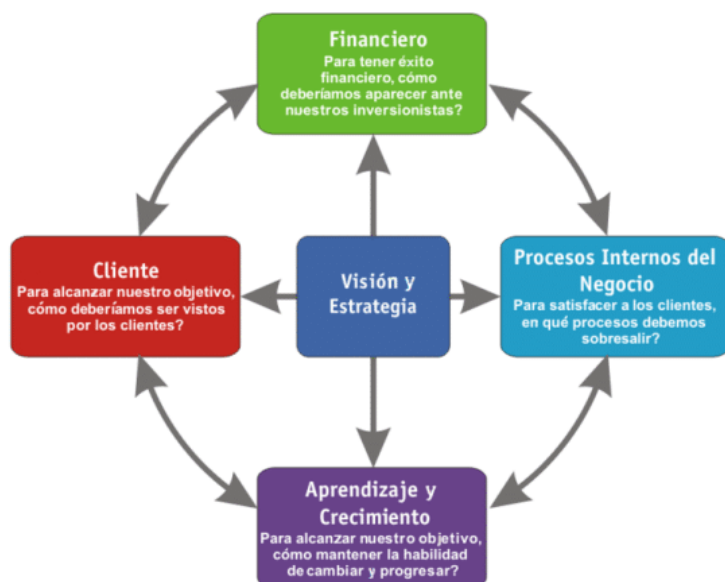 Financiero
Para tener éxito
financiero, cómo
deberíamos aparecer ante
nuestros inversionistas?
Cliente
Para alcanzar nuestro objetivo,
cómo deberíamos ser vistos
por los clientes?
Visión y
Estrategia
Procesos Internos del
Negocio
Para satisfacer a los clientes,
en qué procesos debemos
sobresalir?
Aprendizaje y
Crecimiento
Para alcanzar nuestro objetivo,
cómo mantener la habilidad
de cambiar y progresar?